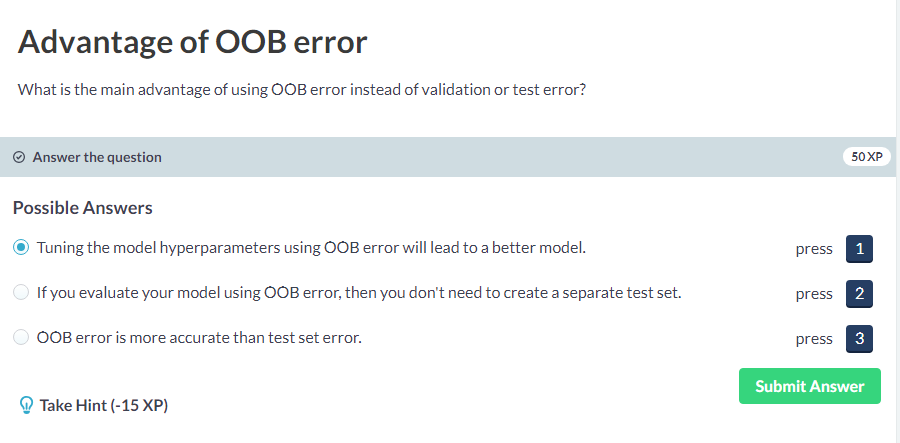 Advantage of OOB error
What is the main advantage of using OOB error instead of validation or test error?
Answer the question 50 XP
Possible Answers
Tuning the model hyperparameters using OOB error will lead to a better model. press 1
If you evaluate your model using OOB error, then you don't need to create a separate test set. press 2
OOB error is more accurate than test set error. press 3
Submit Answer
Take Hint (-15 XP)